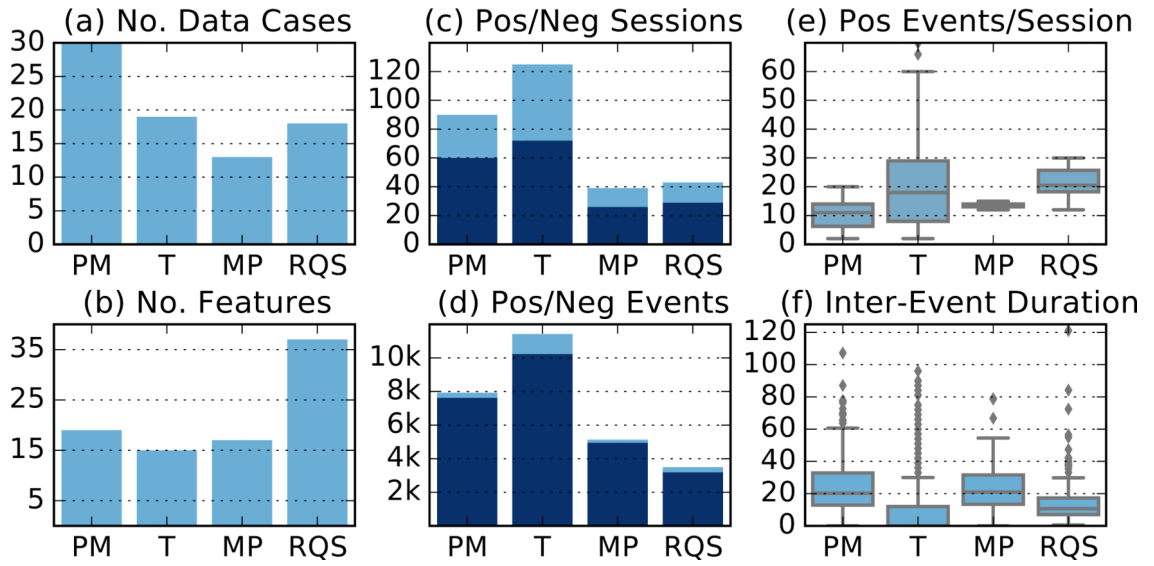 (a) No. Data Cases
30
25
20
15
10
5
0
PM T MP RQS
(c) Pos/Neg Sessions
120
100
80
60
40
20
0
PM T MP RQS
(e) Pos Events/Session
60
50
40
30
20
10
0
PM T MP RQS
(b) No. Features
35
25
15
5
PM T MP RQS
(d) Pos/Neg Events
10k
8k
6k
4k
2k
PM T MP RQS
(f) Inter-Event Duration
120
100
80
60
40
20
0
PM T MP RQS